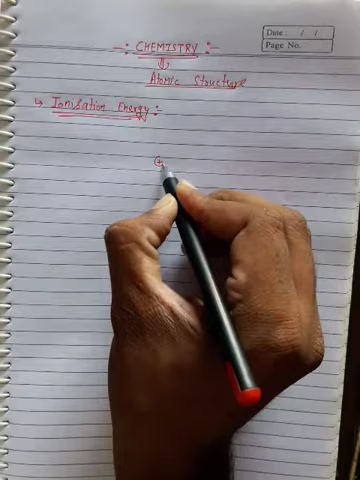 Date: / /
Page No.
-: CHEMISTRY :-
⇓
Atomic Structure
↳ Ionisation Energy :-